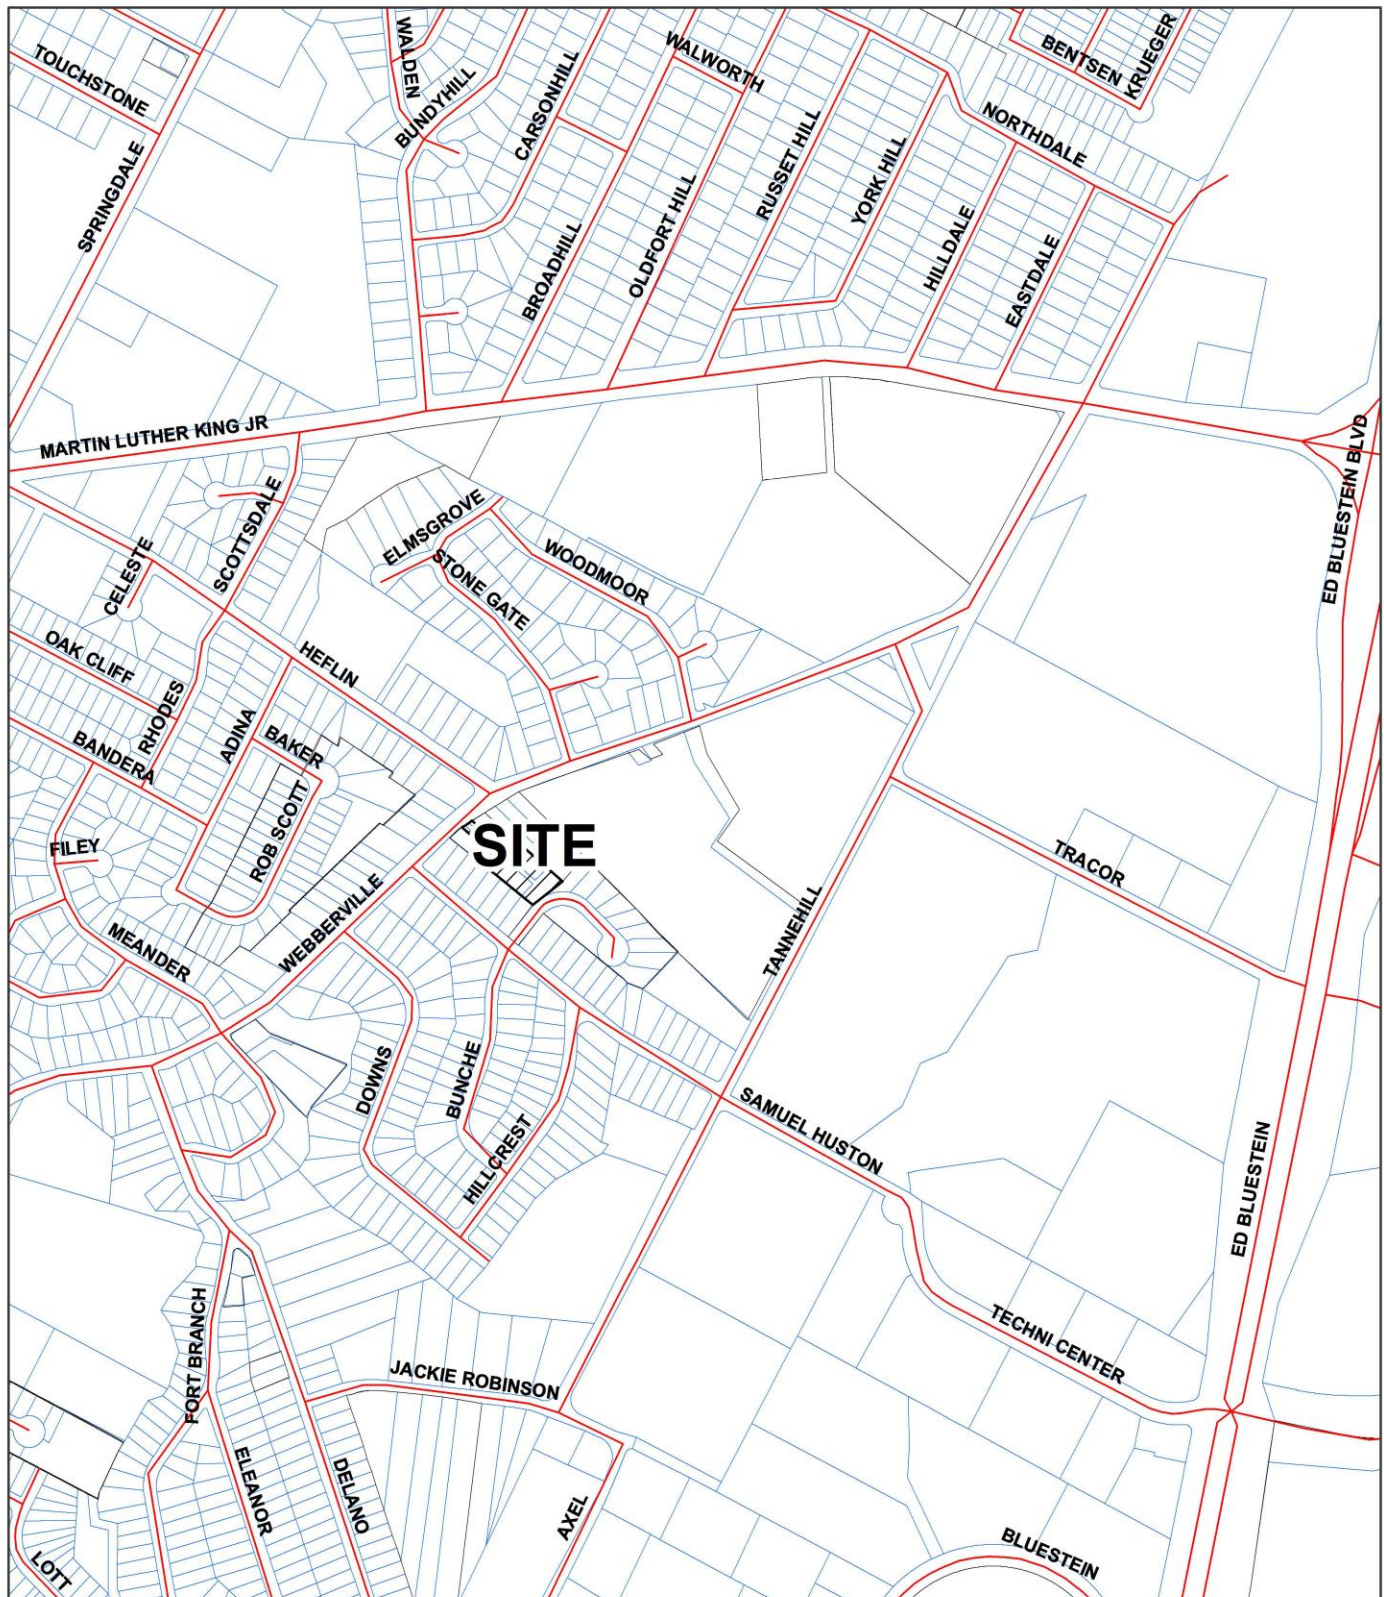 WALDEN
TOUCHSTONE
BUNDYHILL
CARSONHILL
WALWORTH
BENTSEN
KRUEGER
NORTHDALE
SPRINGDALE
RUSSET HILL
YORK HILL
BROADHILL
OLDFORT HILL
HILLDALE
EASTDALE
MARTIN LUTHER KING JR
ED BLUESTEIN BLVD
SCOTTSDALE
ELMSGROVE
STONE GATE
WOODMOOR
CELESTE
OAK CLIFF
HEFLIN
RHODES
ADINA
BAKER
BANDERA
ROB SCOTT
FILEY
SITE
TRACOR
WEBBERVILLE
MEANDER
TANNEHILL
DOWNS
BUNCHE
HILLCREST
SAMUEL HUSTON
ED BLUESTEIN
FORT BRANCH
TECHNI CENTER
JACKIE ROBINSON
ELEANOR
DELANO
AXEL
BLUESTEIN
LOTT